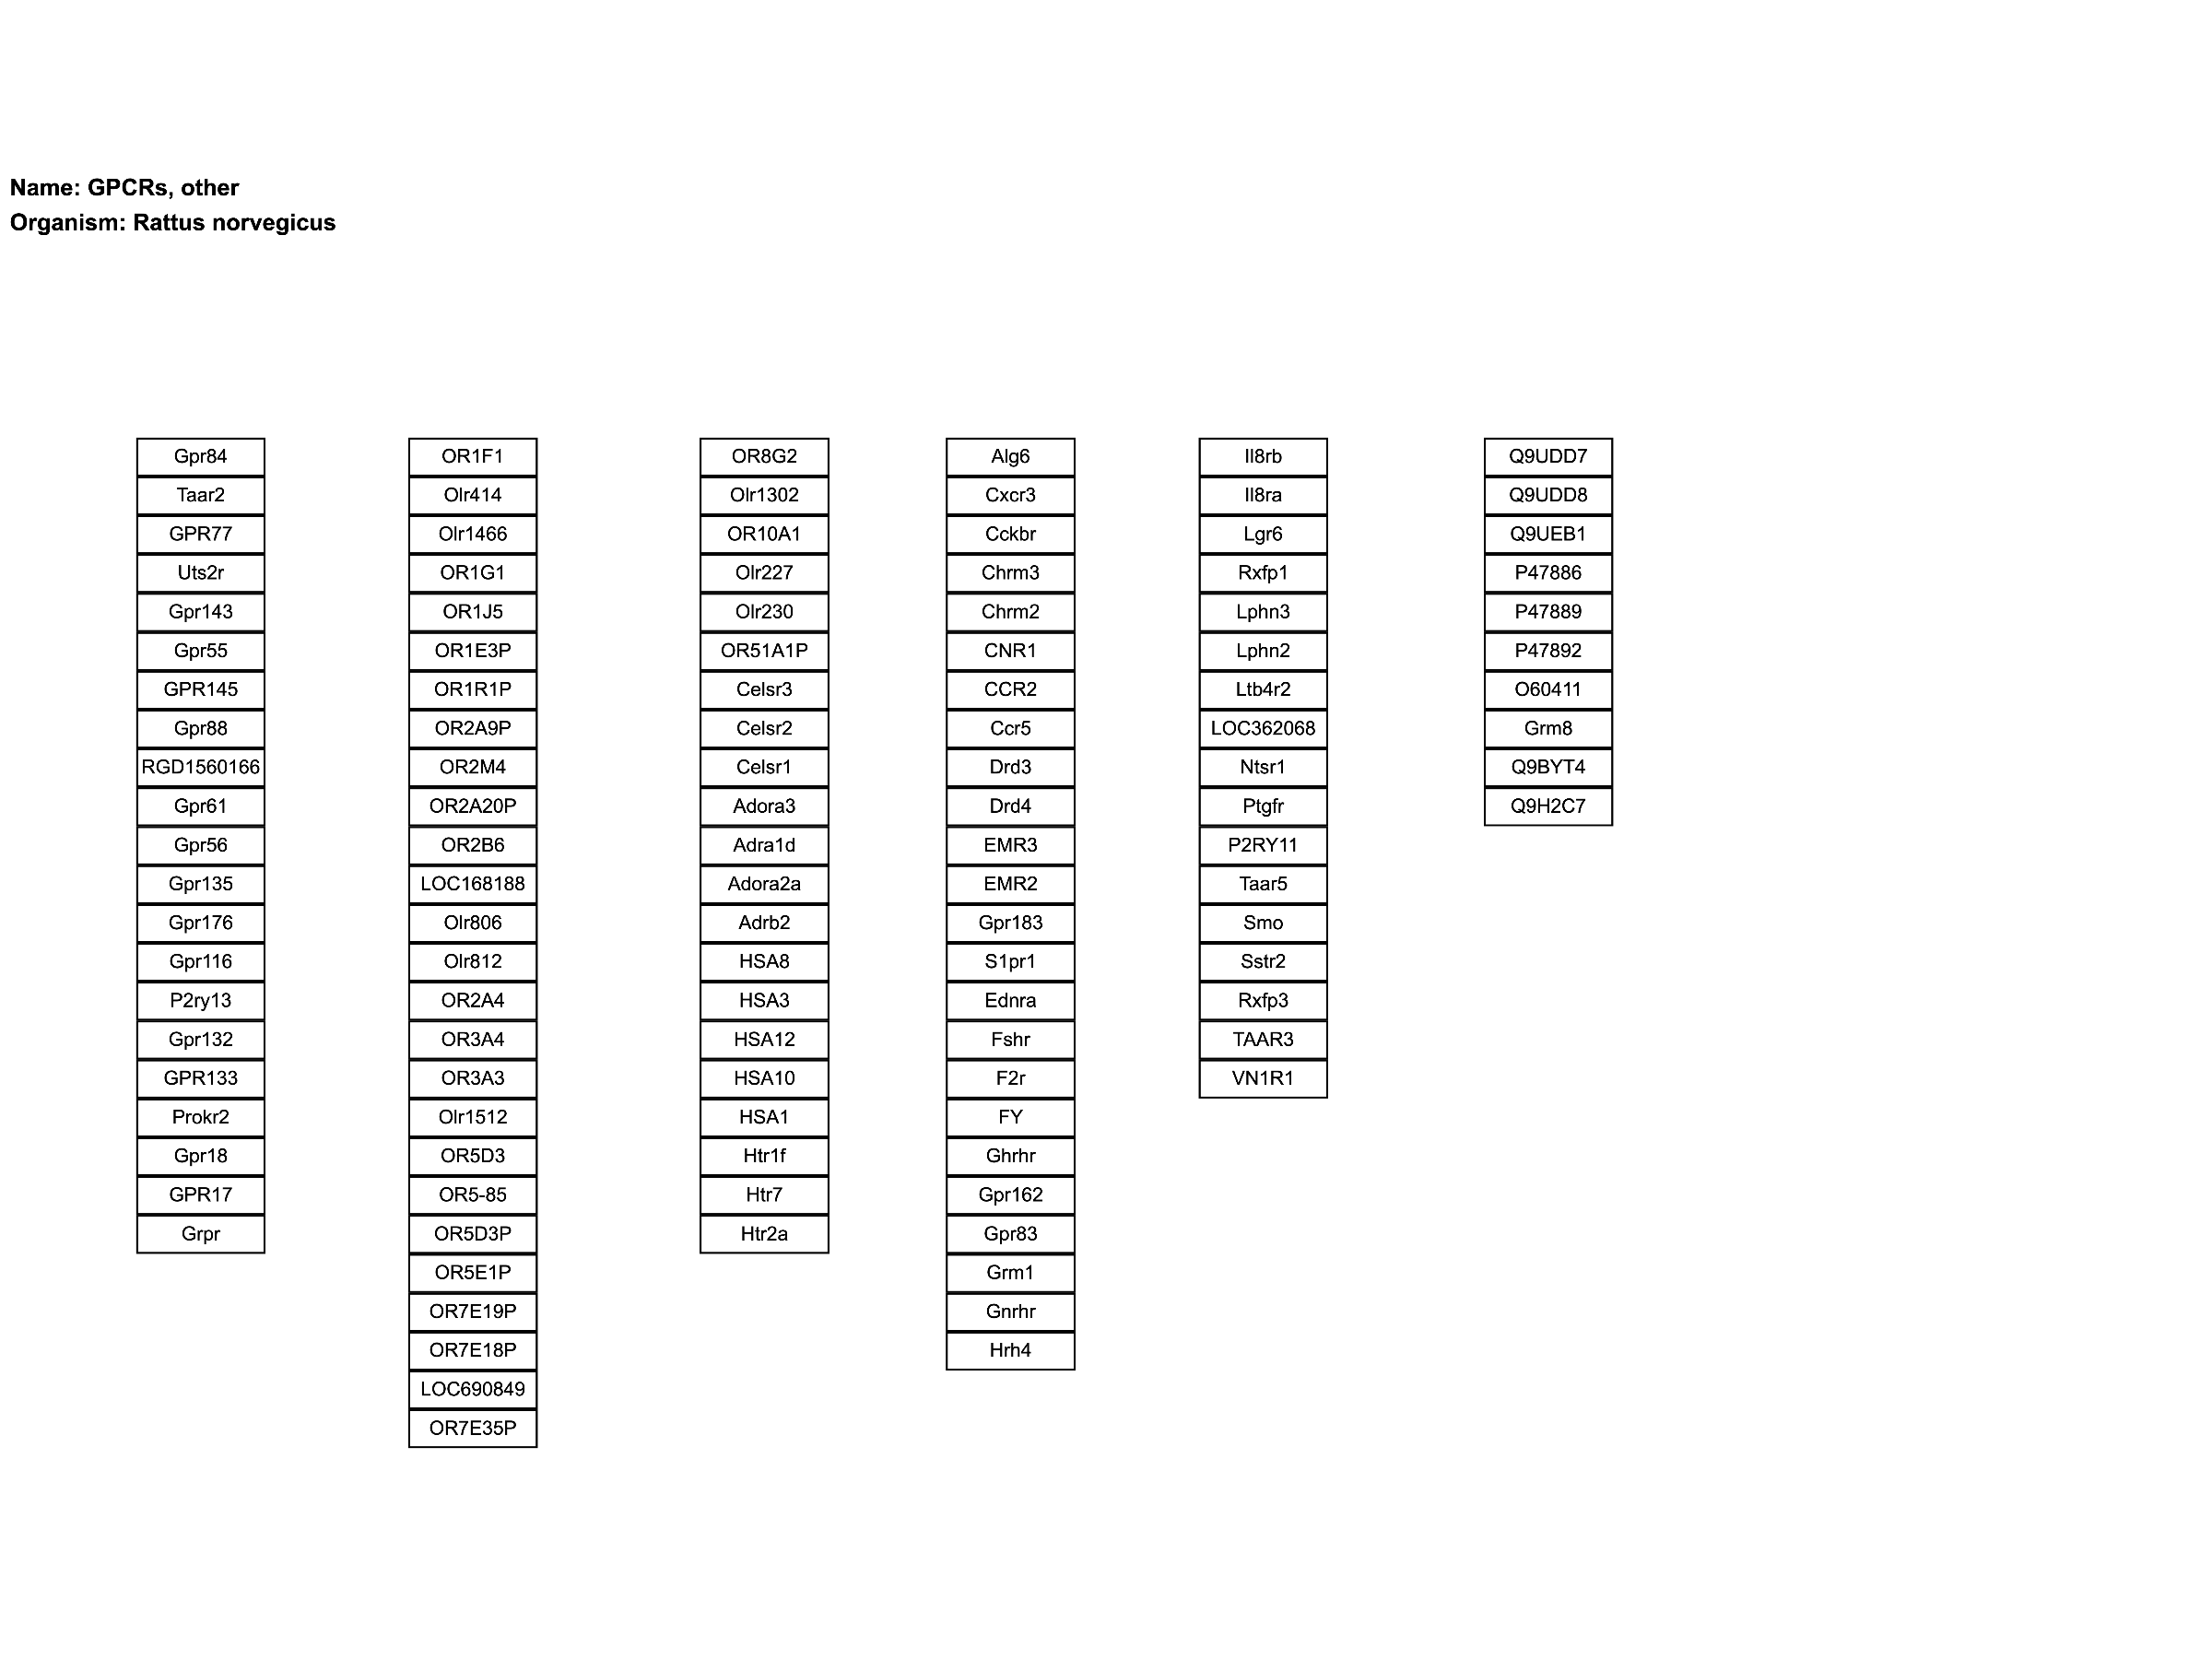 Name: GPCRs, other
Organism: Rattus norvegicus
Gpr84
Taar2
GPR77
Uts2r
Gpr143
Gpr55
GPR145
Gpr88
RGD1560166
Gpr61
Gpr56
Gpr135
Gpr176
Gpr116
P2ry13
Gpr132
GPR133
Prokr2
Gpr18
GPR17
Grpr
OR1F1
Olr414
Olr1466
OR1G1
OR1J5
OR1E3P
OR1R1P
OR2A9P
OR2M4
OR2A20P
OR2B6
LOC168188
Olr806
Olr812
OR2A4
OR3A4
OR3A3
Olr1512
OR5D3
OR5-85
OR5D3P
OR5E1P
OR7E19P
OR7E18P
LOC690849
OR7E35P
OR8G2
Olr1302
OR10A1
Olr227
Olr230
OR51A1P
Celsr3
Celsr2
Celsr1
Adora3
Adra1d
Adora2a
Adrb2
HSA8
HSA3
HSA12
HSA10
HSA1
Htr1f
Htr7
Htr2a
Alg6
Cxcr3
Cckbr
Chrm3
Chrm2
CNR1
CCR2
Ccr5
Drd3
Drd4
EMR3
EMR2
Gpr183
S1pr1
Ednra
Fshr
F2r
FY
Ghrhr
Gpr162
Gpr83
Grm1
Gnrhr
Hrh4
Il8rb
Il8ra
Lgr6
Rxfp1
Lphn3
Lphn2
Ltb4r2
LOC362068
Ntsr1
Ptgfr
P2RY11
Taar5
Smo
Sstr2
Rxfp3
TAAR3
VN1R1
Q9UDD7
Q9UDD8
Q9UEB1
P47886
P47889
P47892
O60411
Grm8
Q9BYT4
Q9H2C7